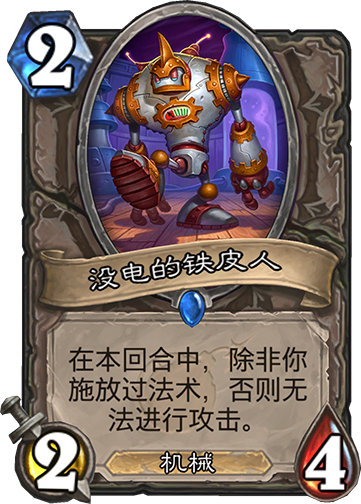 2
没电的铁皮人
在本回合中，除非你
施放过法术，否则无
法进行攻击。
2
机械
4